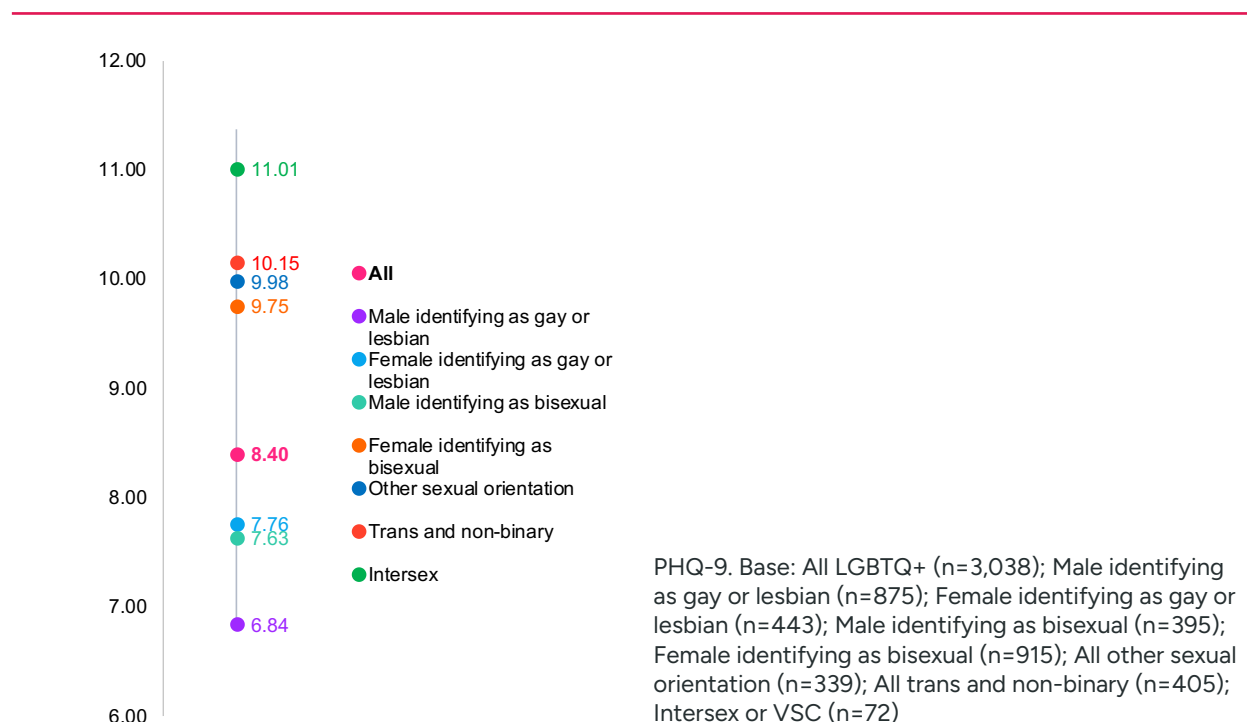 12.00
11.00
10.00
9.00
8.00
7.00
6.00
11.01
10.15
9.98
9.75
8.40
7.76
7.63
6.84
All
Male identifying as gay or
lesbian
Female identifying as gay or
lesbian
Male identifying as bisexual
Female identifying as
bisexual
Other sexual orientation
Trans and non-binary
Intersex
PHQ-9. Base: All LGBTQ+ (n=3,038); Male identifying
as gay or lesbian (n=875); Female identifying as gay or
lesbian (n=443); Male identifying as bisexual (n=395);
Female identifying as bisexual (n=915); All other sexual
orientation (n=339); All trans and non-binary (n=405);
Intersex or VSC (n=72)